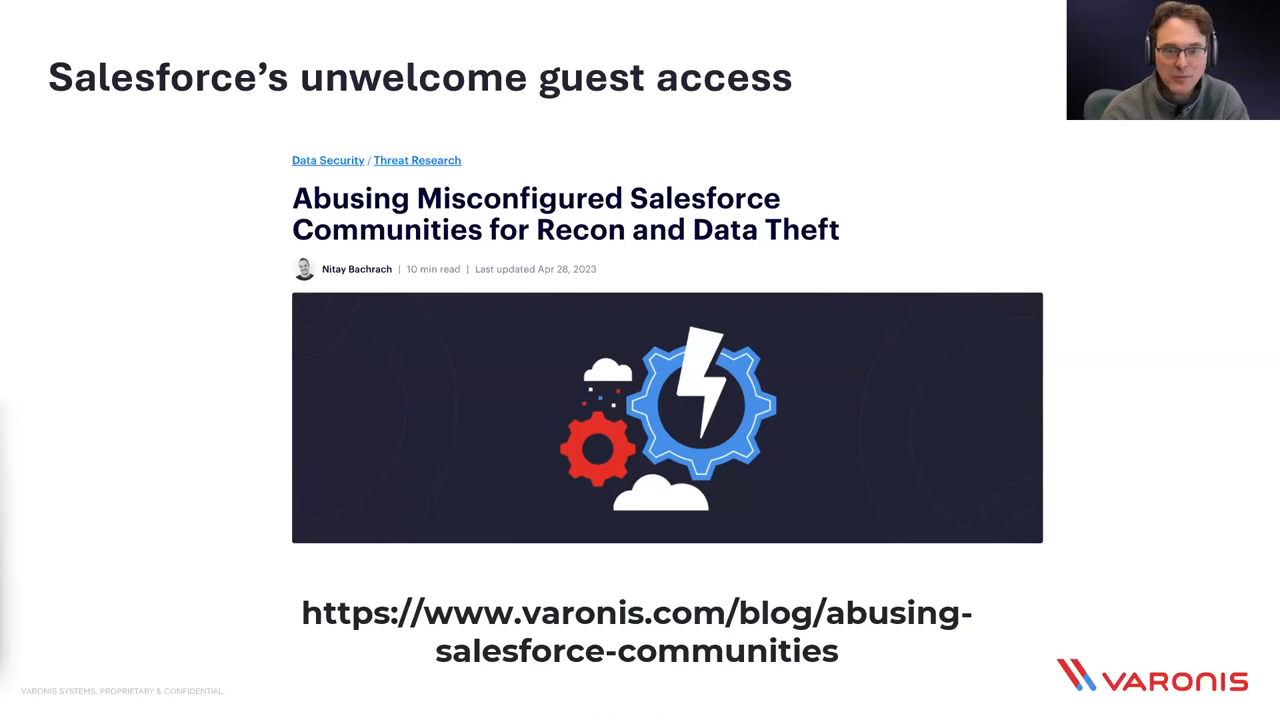 Salesforce’s unwelcome guest access
Data Security / Threat Research
Abusing Misconfigured Salesforce
Communities for Recon and Data Theft
Nitay Bachrach | 10 min read | Last updated Apr 28, 2023
https://www.varonis.com/blog/abusing-
salesforce-communities
VARONIS SYSTEMS. PROPRIETARY & CONFIDENTIAL.
VARONIS